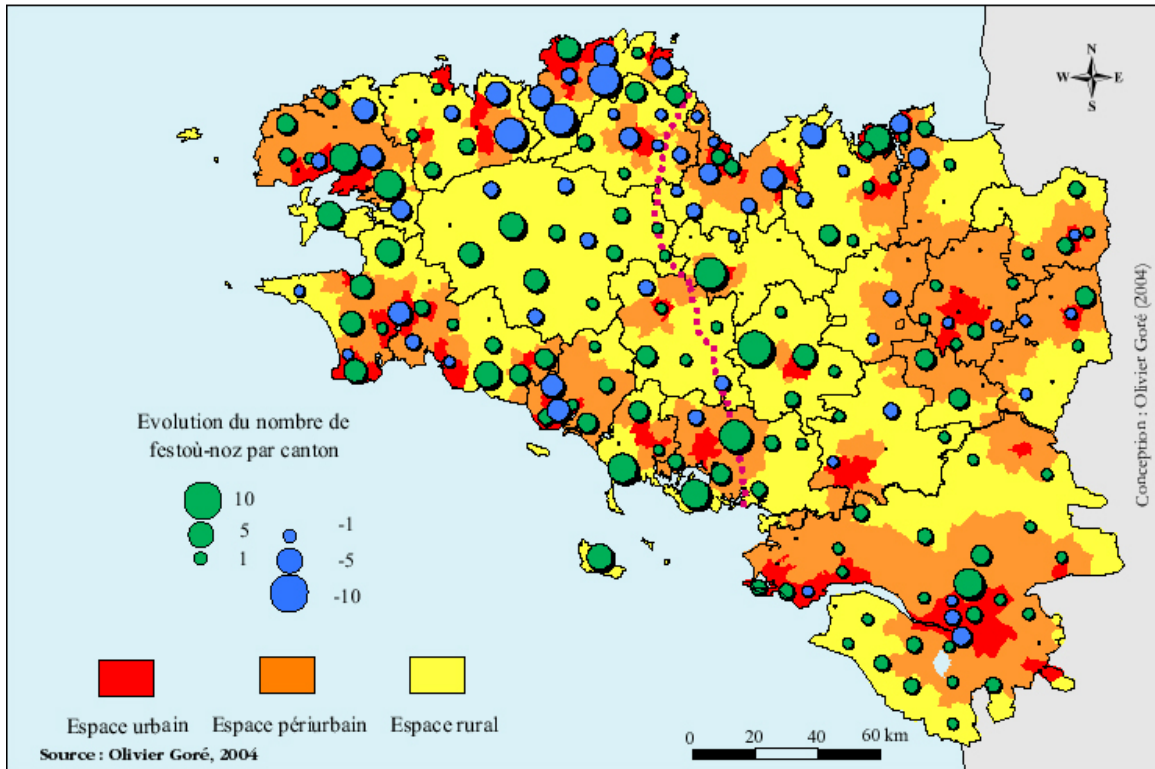 N
W E
S
Conception : Olivier Goré (2004)
Evolution du nombre de
festoù-noz par canton
10
5
1
-1
-5
-10
Espace urbain
Espace périurbain
Espace rural
Source : Olivier Goré, 2004
0 20 40 60 km